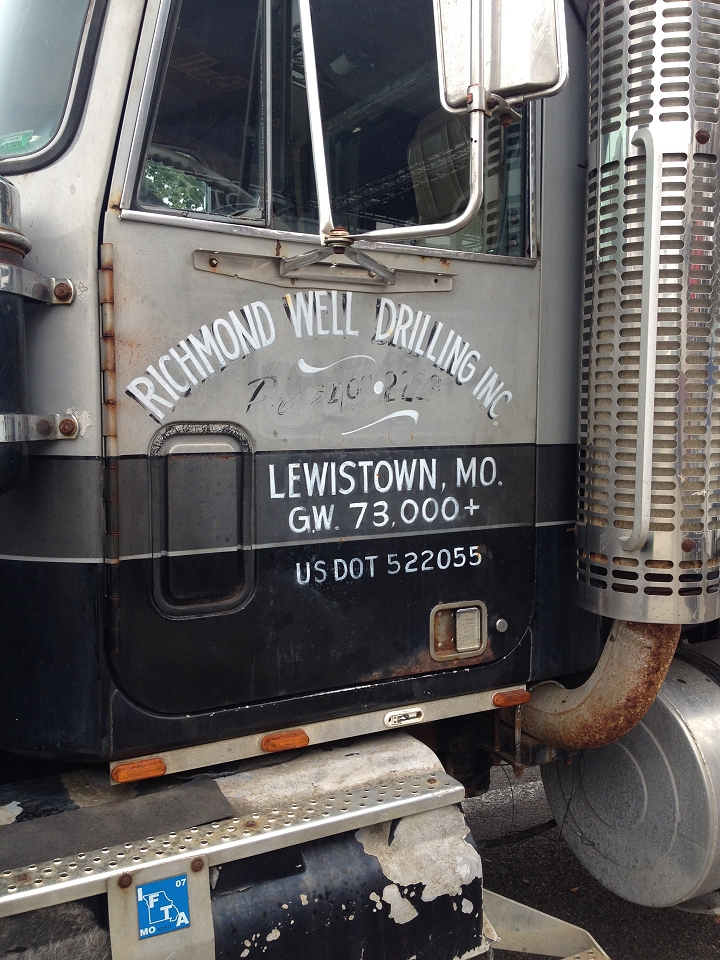 RICHMOND WELL DRILLING INC.
LEWISTOWN, MO.
G.W. 73,000+
US DOT 522055
07
IFTA
MO